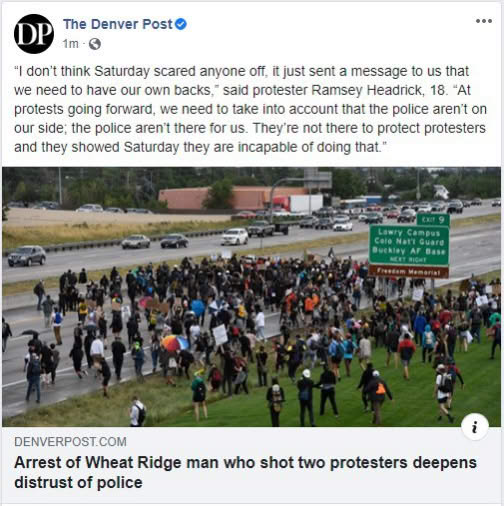 DP
The Denver Post
1m ·
“I don’t think Saturday scared anyone off, it just sent a message to us that
we need to have our own backs,” said protester Ramsey Headrick, 18. “At
protests going forward, we need to take into account that the police aren’t on
our side; the police aren’t there for us. They’re not there to protect protesters
and they showed Saturday they are incapable of doing that.”
EXIT 9
Lowry Campus
Colo Nat'l Guard
Buckley AF Base
NEXT RIGHT
Freedom Memorial
i
DENVERPOST.COM
Arrest of Wheat Ridge man who shot two protesters deepens
distrust of police